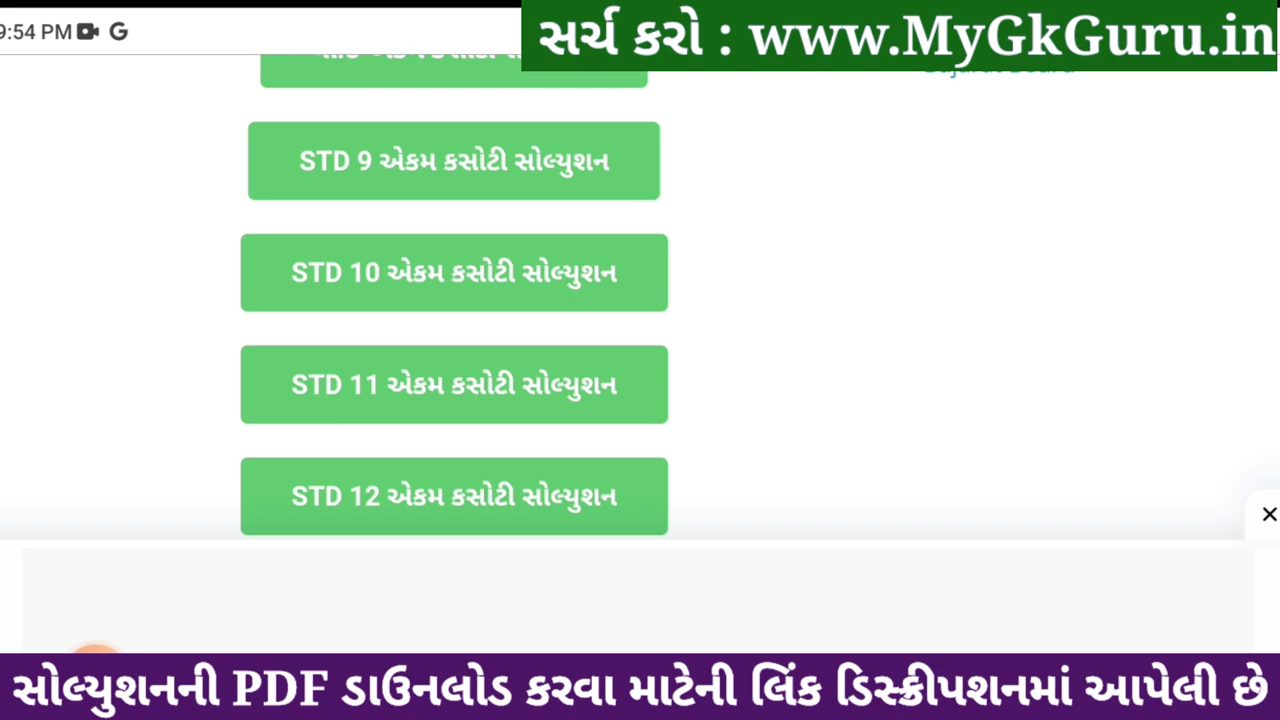 9:54 PM G
સર્ચ કરો : www.MyGkGuru.in
STD 9 એકમ કસોટી સોલ્યુશન
STD 10 એકમ કસોટી સોલ્યુશન
STD 11 એકમ કસોટી સોલ્યુશન
STD 12 એકમ કસોટી સોલ્યુશન
સોલ્યુશનની PDF ડાઉનલોડ કરવા માટેની લિંક ડિસ્ક્રીપશનમાં આપેલી છે